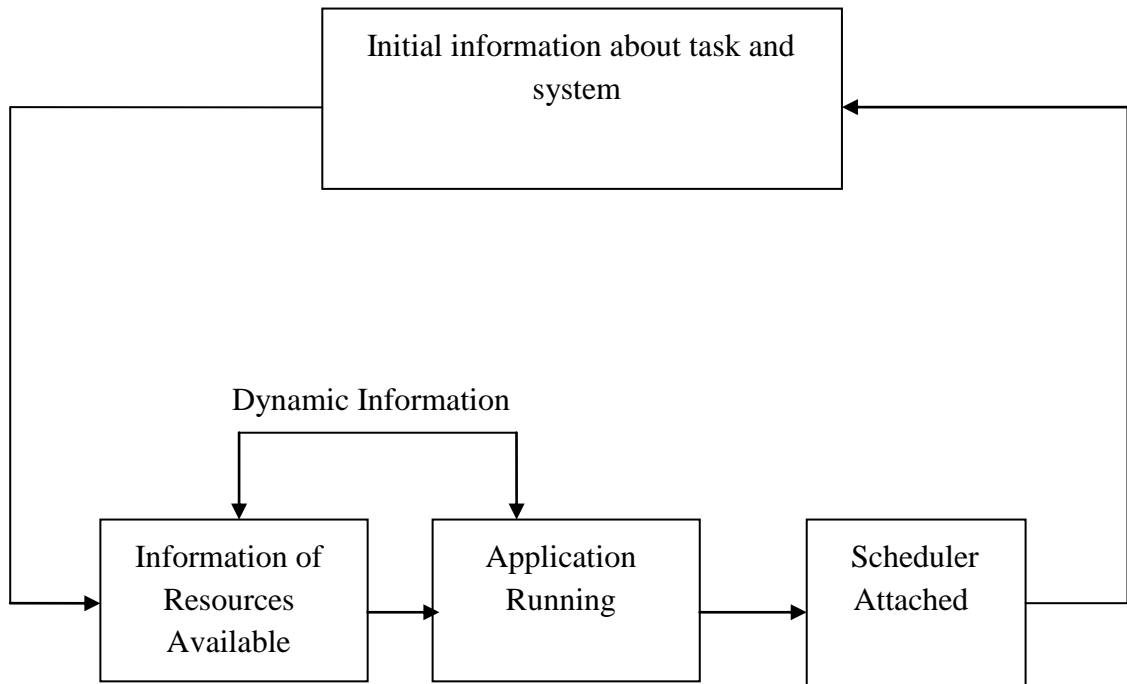 Initial information about task and
system
Dynamic Information
Information of
Resources
Available
Application
Running
Scheduler
Attached